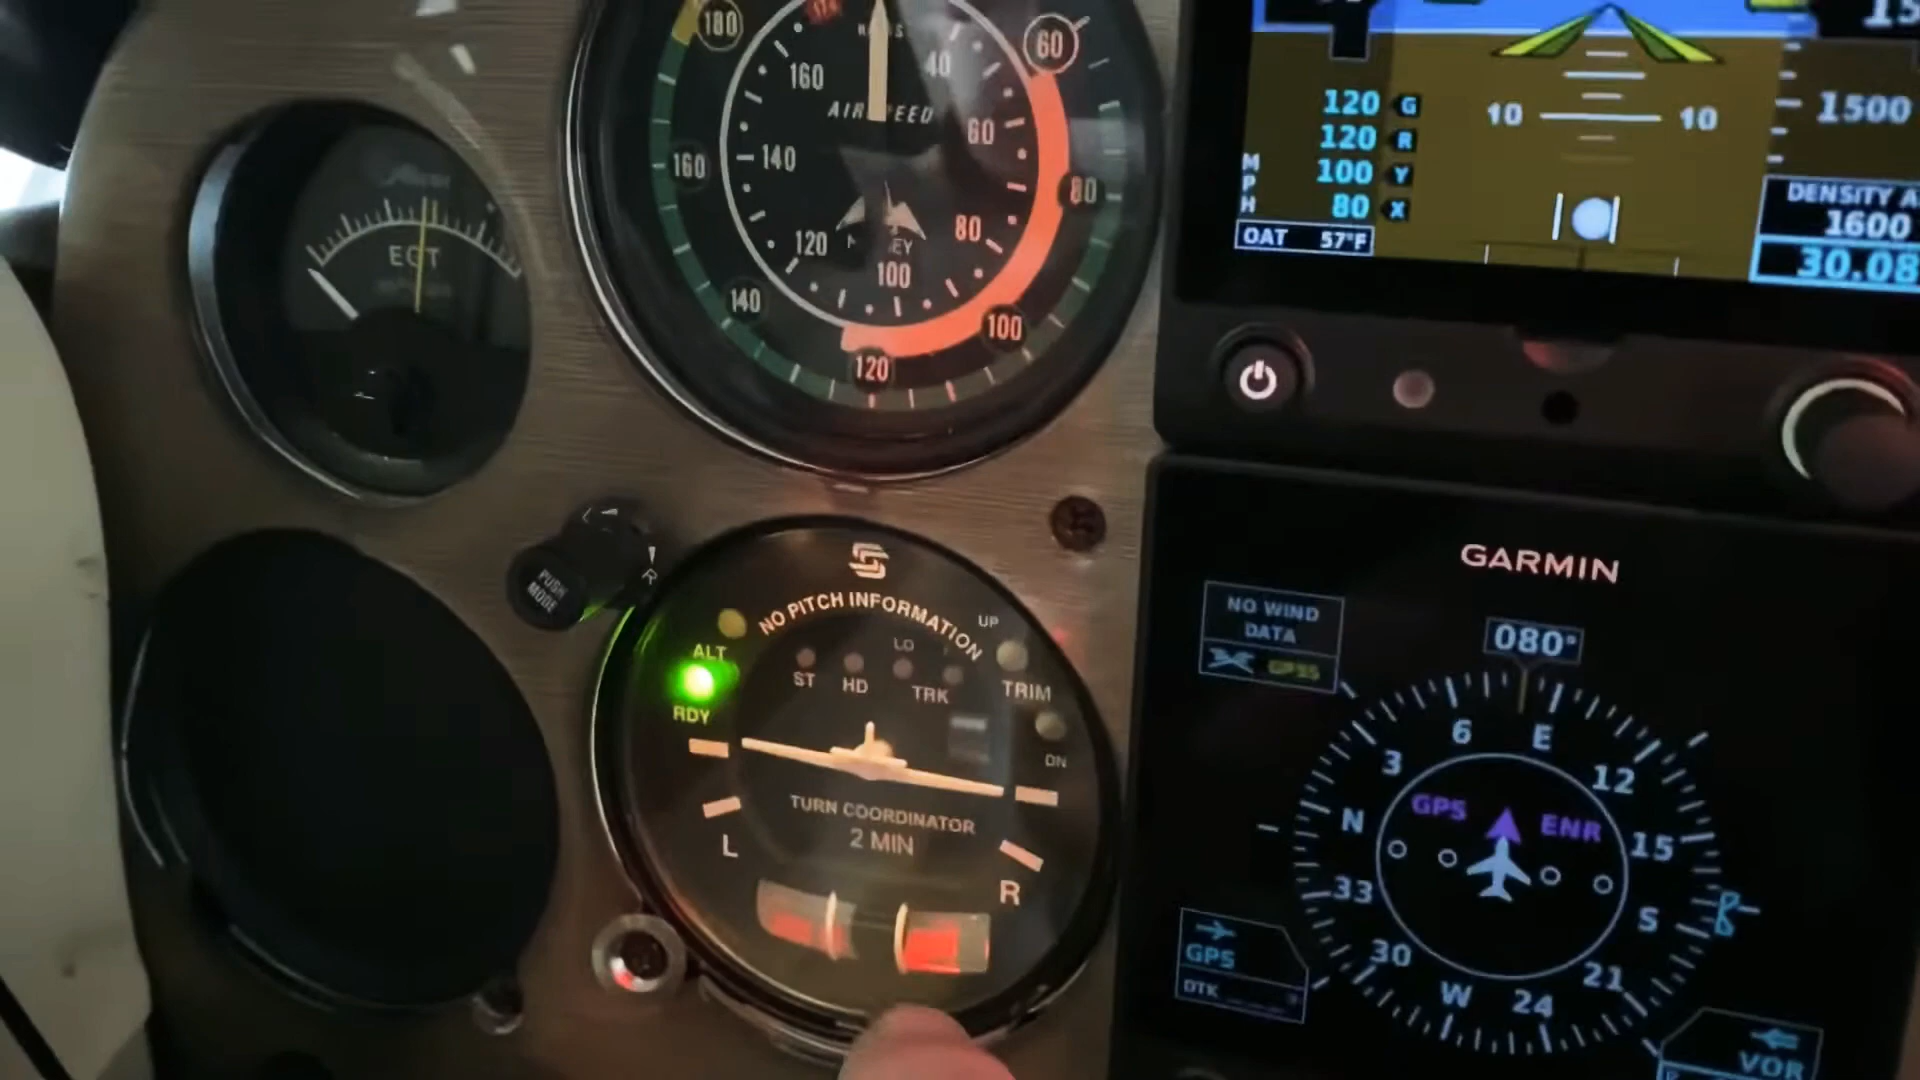 180
60
160
40
AIRSPEED
EGT
160
140
60
80
120
80
100
140
100
120
120 G
120 R
100 Y
80 X
MPH
OAT 57°F
10 10
1500
DENSITY A
1600
30.08
PUSH
MODE
R
NO PITCH INFORMATION
UP
ALT
LO
ST HD TRK TRIM
RDY
DN
TURN COORDINATOR
2 MIN
L R
GARMIN
NO WIND
DATA
GPSS
080°
6 E
3 12
GPS ENR
N 15
33 S
30 21
W 24
GPS
DTK
VOR